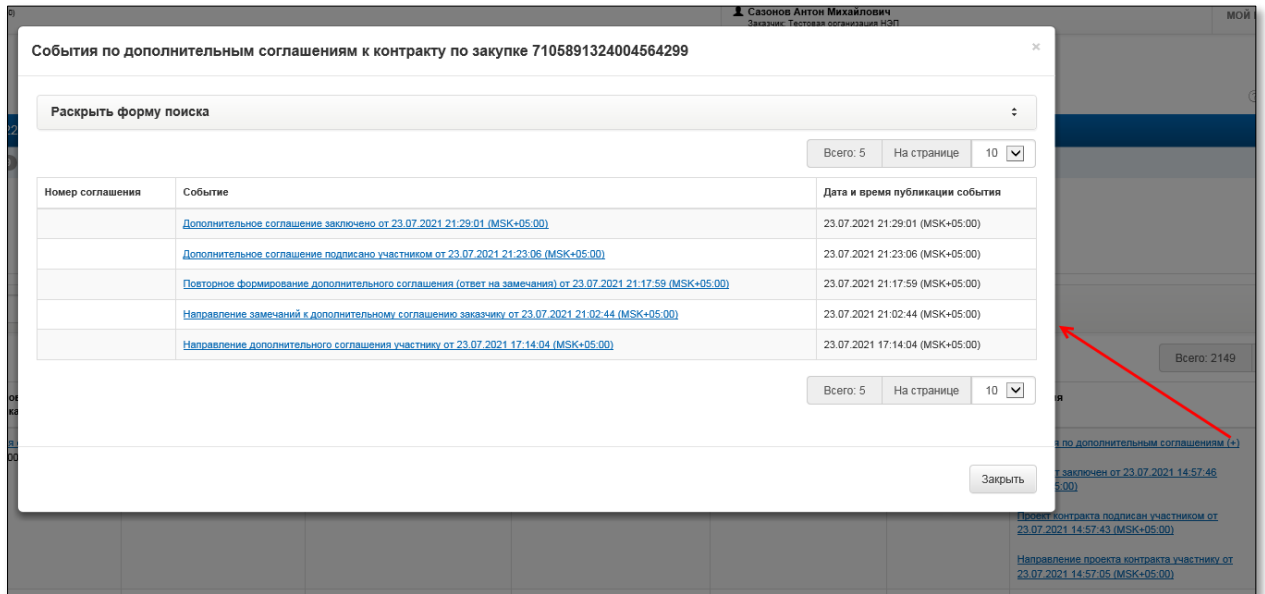 Сазонов Антон Михайлович
Заказчик: Тестовая организация НЭП
МОЙ
События по дополнительным соглашениям к контракту по закупке 7105891324004564299
×
Раскрыть форму поиска
Всего: 5 На странице 10
Номер соглашения Событие Дата и время публикации события
Дополнительное соглашение заключено от 23.07.2021 21:29:01 (MSK+05:00) 23.07.2021 21:29:01 (MSK+05:00)
Дополнительное соглашение подписано участником от 23.07.2021 21:23:06 (MSK+05:00) 23.07.2021 21:23:06 (MSK+05:00)
Повторное формирование дополнительного соглашения (ответ на замечания) от 23.07.2021 21:17:59 (MSK+05:00) 23.07.2021 21:17:59 (MSK+05:00)
Направление замечаний к дополнительному соглашению заказчику от 23.07.2021 21:02:44 (MSK+05:00) 23.07.2021 21:02:44 (MSK+05:00)
Направление дополнительного соглашения участнику от 23.07.2021 17:14:04 (MSK+05:00) 23.07.2021 17:14:04 (MSK+05:00)
Всего: 2149
Всего: 5 На странице 10
по дополнительным соглашениям (+)
заключен от 23.07.2021 14:57:46
5:00)
Закрыть
Проект контракта подписан участником от
23.07.2021 14:57:43 (MSK+05:00)
Направление проекта контракта участнику от
23.07.2021 14:57:05 (MSK+05:00)